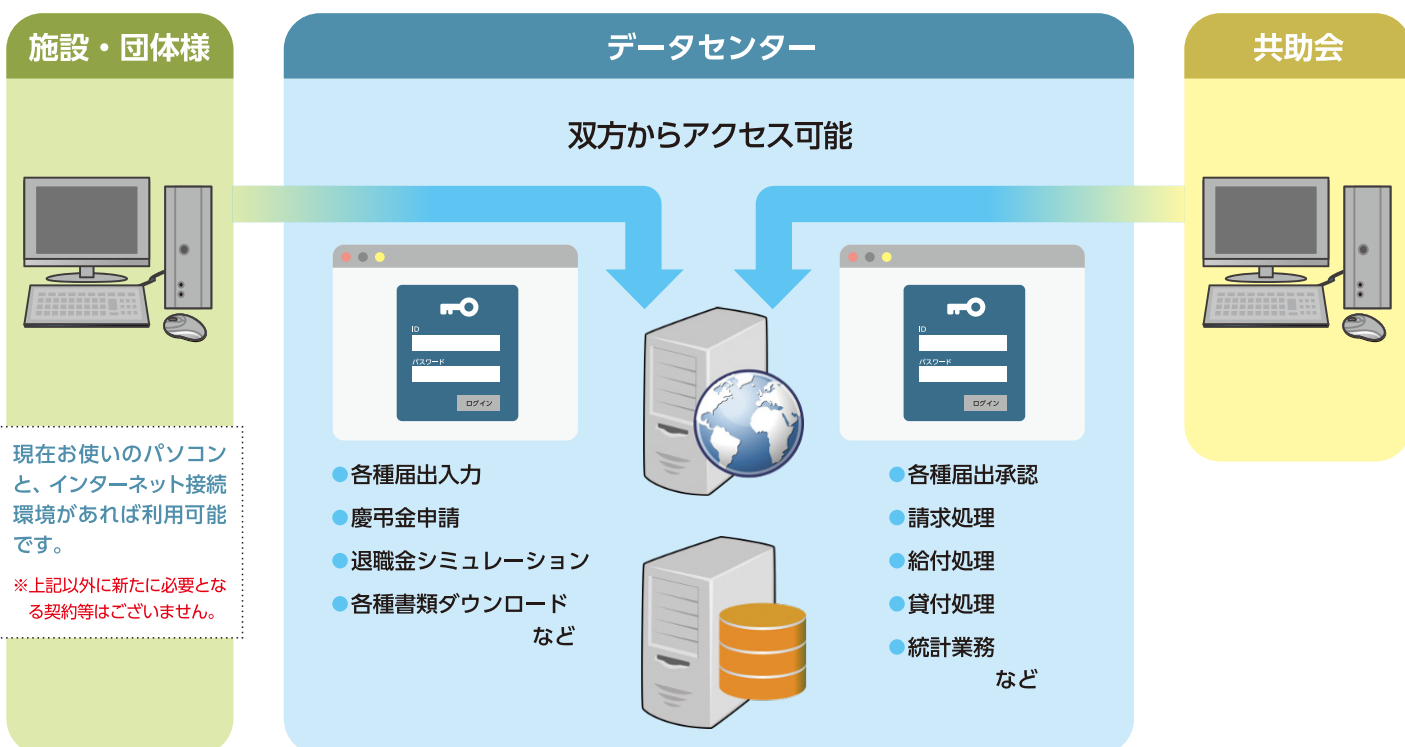 施設・団体様
現在お使いのパソコン
と、インターネット接続
環境があれば利用可能
です。
※上記以外に新たに必要とな
る契約等はございません。
データセンター
双方からアクセス可能
ID
パスワード
ログイン
●各種届出入力
●慶弔金申請
●退職金シミュレーション
●各種書類ダウンロード
など
ID
パスワード
ログイン
●各種届出承認
●請求処理
●給付処理
●貸付処理
●統計業務
など
共助会